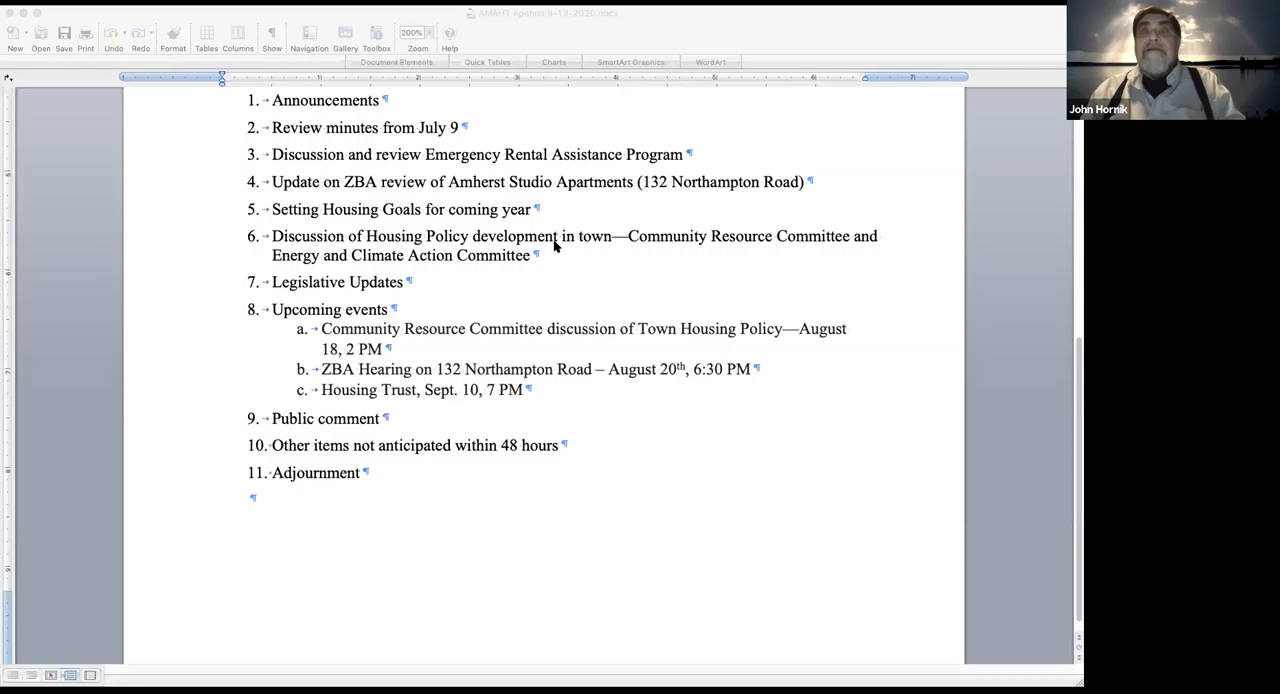 AMAHT Agenda 8-13-2020.docx
New Open Save Print Undo Redo Format Tables Columns Show Navigation Gallery Toolbox 200% Zoom Help
Document Elements Quick Tables Charts SmartArt Graphics WordArt
1. Announcements
2. Review minutes from July 9
3. Discussion and review Emergency Rental Assistance Program
4. Update on ZBA review of Amherst Studio Apartments (132 Northampton Road)
5. Setting Housing Goals for coming year
6. Discussion of Housing Policy development in town—Community Resource Committee and
Energy and Climate Action Committee
7. Legislative Updates
8. Upcoming events
a. Community Resource Committee discussion of Town Housing Policy—August
18, 2 PM
b. ZBA Hearing on 132 Northampton Road – August 20th, 6:30 PM
c. Housing Trust, Sept. 10, 7 PM
9. Public comment
10. Other items not anticipated within 48 hours
11. Adjournment
John Hornik